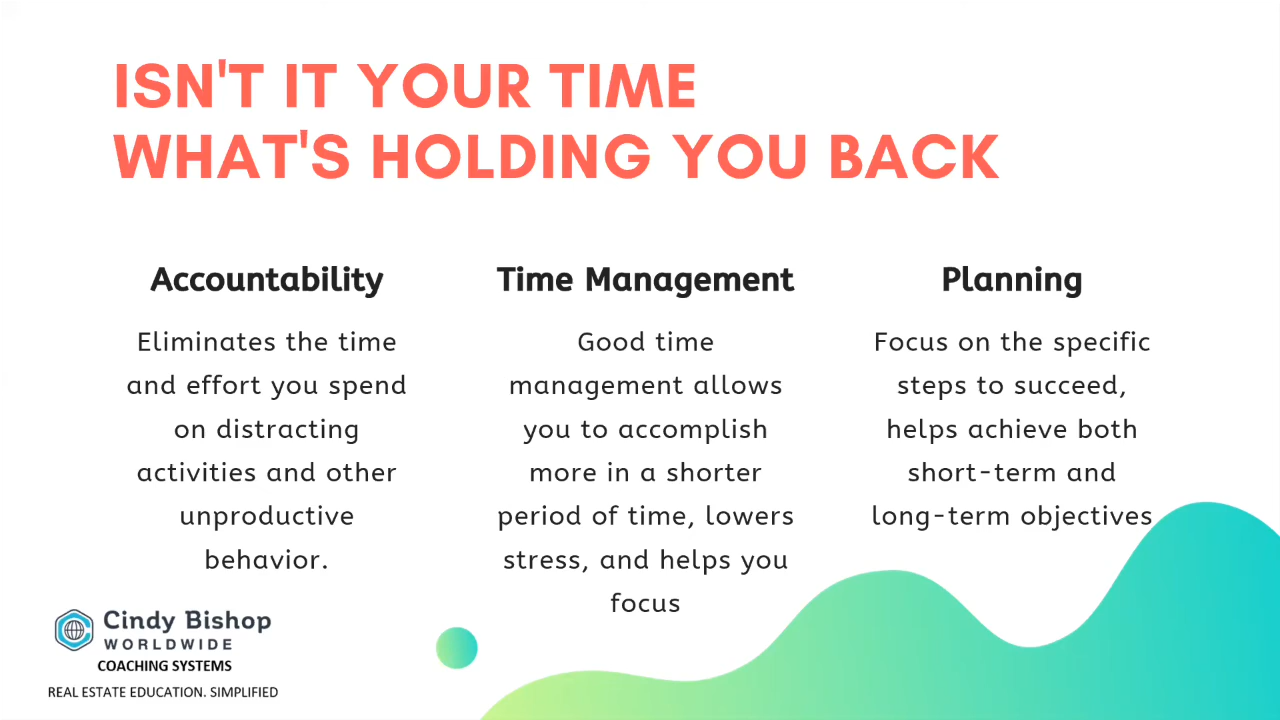 ISN'T IT YOUR TIME
WHAT'S HOLDING YOU BACK
Accountability
Eliminates the time
and effort you spend
on distracting
activities and other
unproductive
behavior.
Time Management
Good time
management allows
you to accomplish
more in a shorter
period of time, lowers
stress, and helps you
focus
Planning
Focus on the specific
steps to succeed,
helps achieve both
short-term and
long-term objectives
Cindy Bishop
WORLDWIDE
COACHING SYSTEMS
REAL ESTATE EDUCATION. SIMPLIFIED